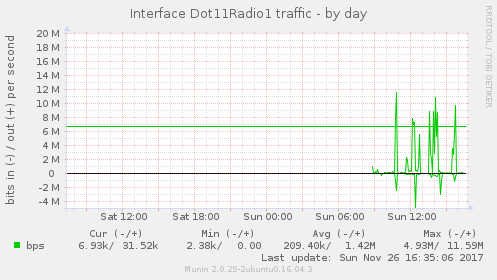 Interface Dot11Radio1 traffic - by day
RRDTOOL / TOBI OETIKER
bits in (-) / out (+) per second
20 M
18 M
16 M
14 M
12 M
10 M
8 M
6 M
4 M
2 M
0
-2 M
-4 M
Sat 12:00 Sat 18:00 Sun 00:00 Sun 06:00 Sun 12:00
Cur (-/+) Min (-/+) Avg (-/+) Max (-/+)
bps 6.93k/ 31.52k 2.38k/ 0.00 209.40k/ 1.42M 4.93M/ 11.59M
Last update: Sun Nov 26 16:35:06 2017
Munin 2.0.25-2ubuntu0.16.04.3